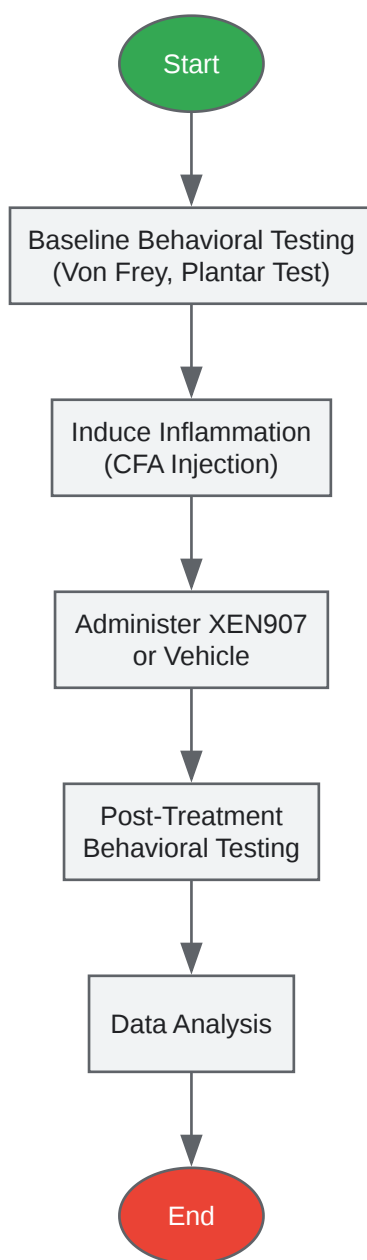 Start
Baseline Behavioral Testing
(Von Frey, Plantar Test)
Induce Inflammation
(CFA Injection)
Administer XEN907
or Vehicle
Post-Treatment
Behavioral Testing
Data Analysis
End